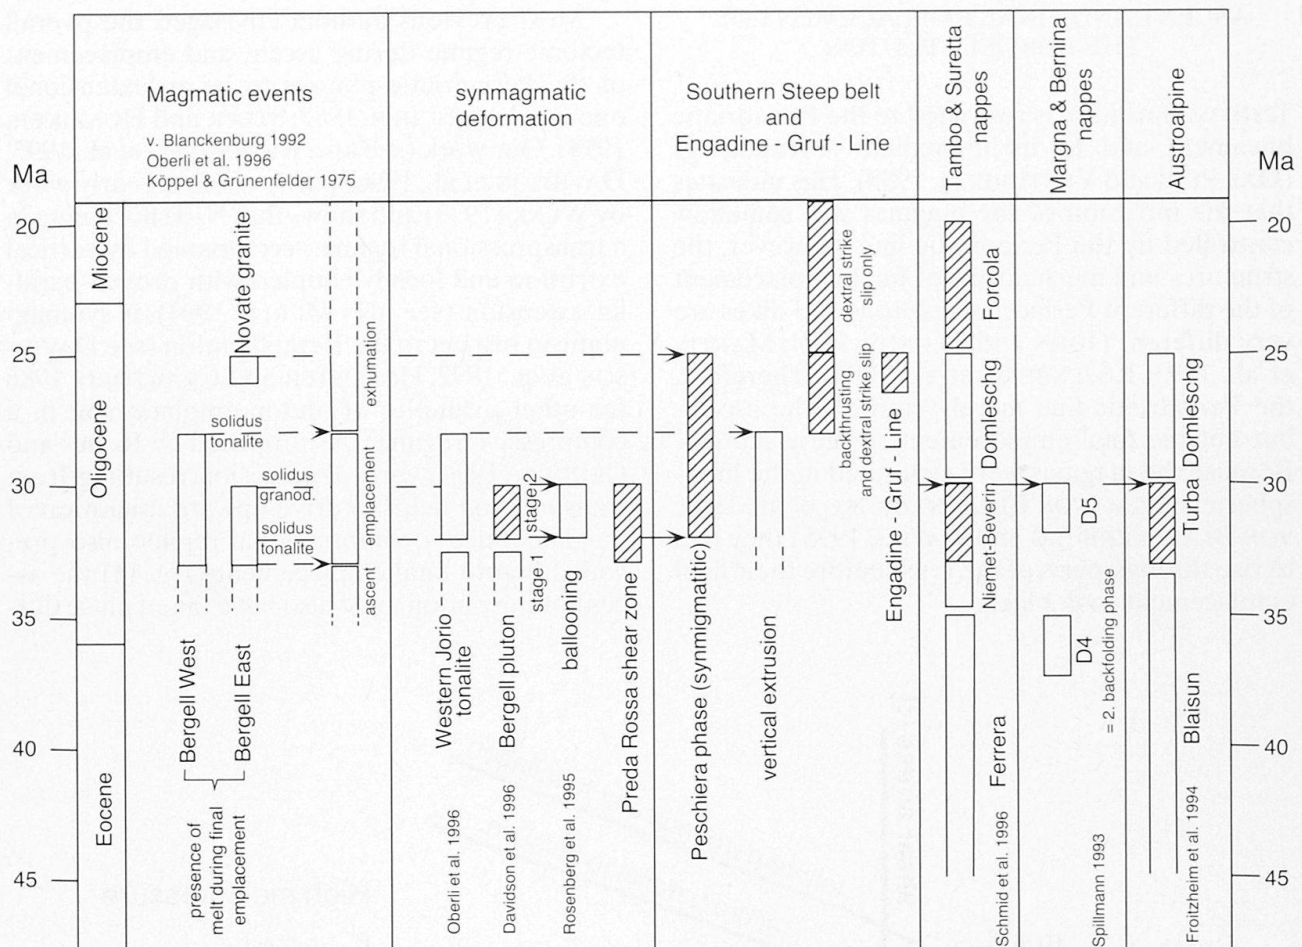 Magmatic events
v. Blanckenburg 1992
Oberli et al. 1996
Köppel & Grünenfelder 1975
synmagmatic
deformation
Southern Steep belt
and
Engadine - Gruf - Line
Tambo & Suretta
nappes
Margna & Bernina
nappes
Austroalpine
Ma
Ma
20
25
30
35
40
45
Miocene
Oligocene
Eocene
Novate granite
solidus
tonalite
solidus
granod.
solidus
tonalite
exhumation
emplacement
ascent
Bergell West
Bergell East
presence of
melt during final
emplacement
Western Jorio
tonalite
Oberli et al. 1996
Bergell pluton
stage 1
stage 2
Davidson et al. 1996
ballooning
Rosenberg et al. 1995
Preda Rossa shear zone
Peschiera phase (synmigmatitic)
vertical extrusion
dextral strike
slip only
backthrusting
and dextral strike slip
Engadine - Gruf - Line
Forcola
Domleschg
Niemet-Beverin
Ferrera
Schmid et al. 1996
D5
D4
= 2. backfolding phase
Spillmann 1993
Domleschg
Turba
Blaisun
Froitzheim et al. 1994
20
25
30
35
40
45